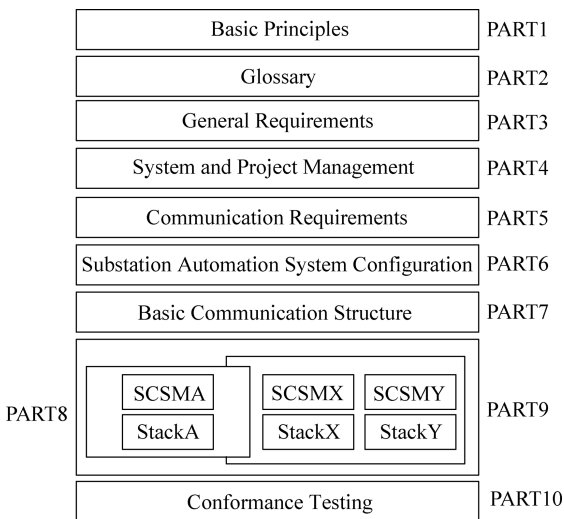 Basic Principles PART1
Glossary PART2
General Requirements PART3
System and Project Management PART4
Communication Requirements PART5
Substation Automation System Configuration PART6
Basic Communication Structure PART7
SCSMA SCSMX SCSMY
PART8 PART9
StackA StackX StackY
Conformance Testing PART10